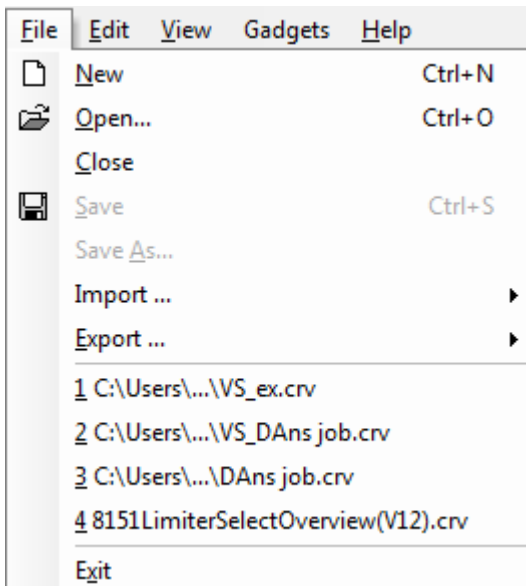 File Edit View Gadgets Help
New Ctrl+N
Open... Ctrl+O
Close
Save Ctrl+S
Save As...
Import ...
Export ...
1 C:\Users\...\VS_ex.crv
2 C:\Users\...\VS_DAns job.crv
3 C:\Users\...\DAns job.crv
4 8151LimiterSelectOverview(V12).crv
Exit